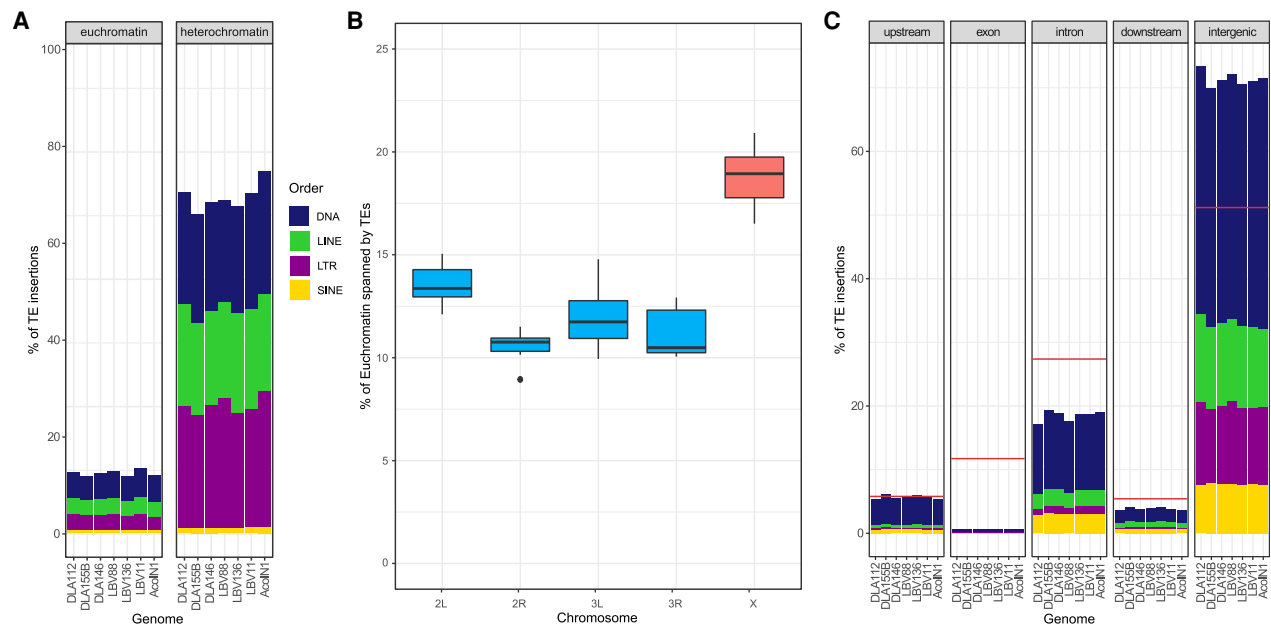 A
euchromatin
heterochromatin
100
80
60
40
20
0
% of TE insertions
DLA112
DLA155B
DLA146
LBV88
LBV136
LBV11
AcolN1
DLA112
DLA155B
DLA146
LBV88
LBV136
LBV11
AcolN1
Genome
Order
DNA
LINE
LTR
SINE
B
25
20
15
10
5
0
% of Euchromatin spanned by TEs
2L
2R
3L
3R
X
Chromosome
C
upstream
exon
intron
downstream
intergenic
60
40
20
0
% of TE insertions
DLA112
DLA155B
DLA146
LBV88
LBV136
LBV11
AcolN1
DLA112
DLA155B
DLA146
LBV88
LBV136
LBV11
AcolN1
DLA112
DLA155B
DLA146
LBV88
LBV136
LBV11
AcolN1
DLA112
DLA155B
DLA146
LBV88
LBV136
LBV11
AcolN1
DLA112
DLA155B
DLA146
LBV88
LBV136
LBV11
AcolN1
Genome